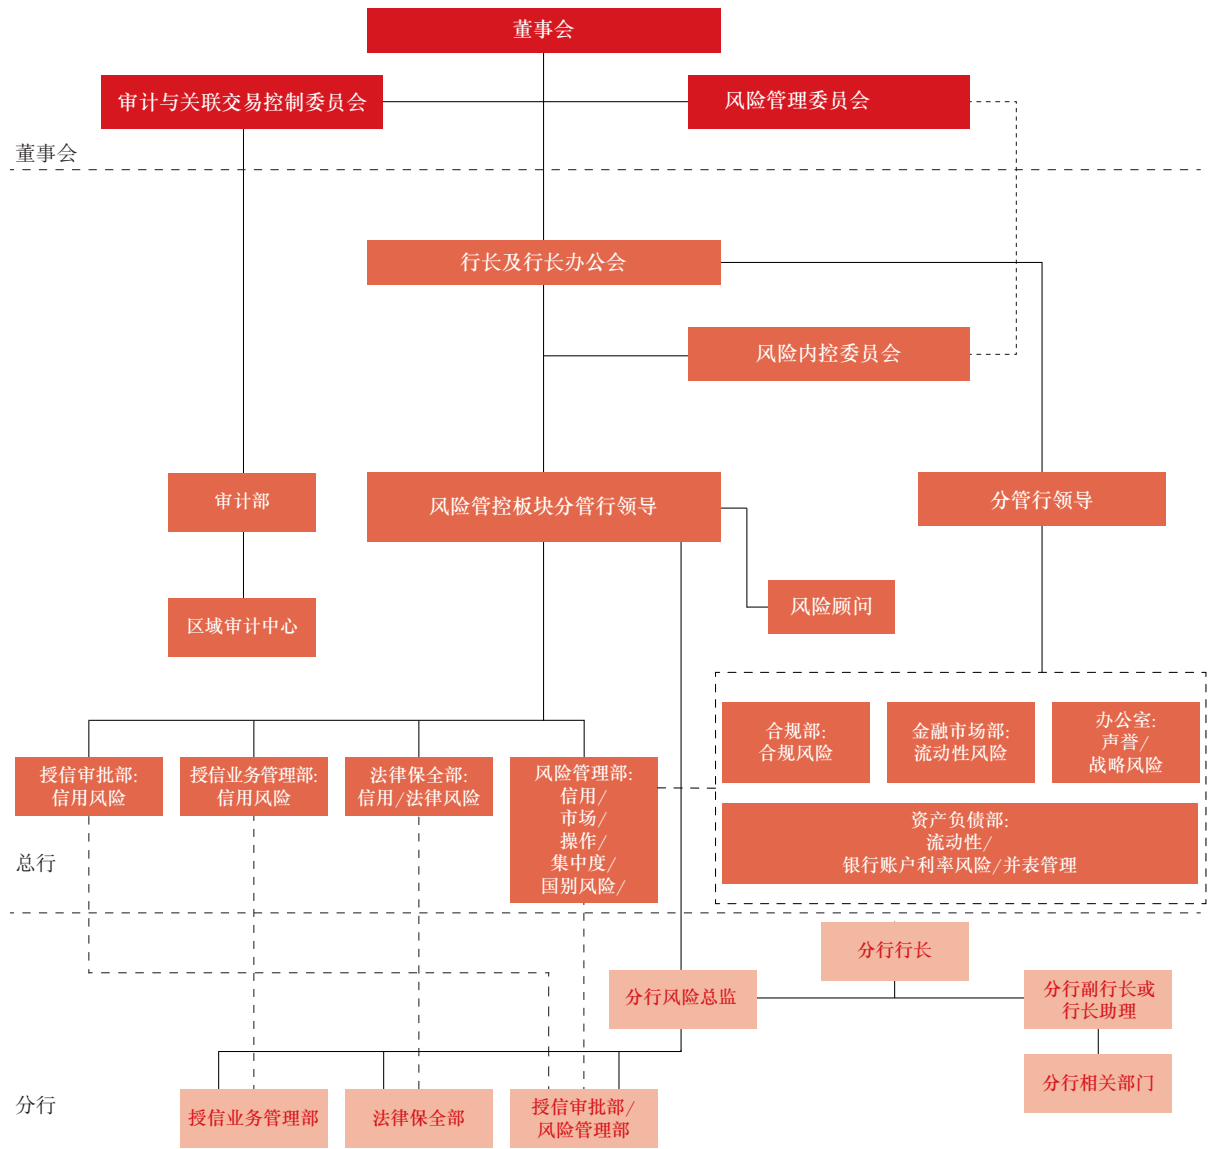 董事会
审计与关联交易控制委员会
风险管理委员会
董事会
行长及行长办公会
风险内控委员会
审计部
风险管控板块分管行领导
分管行领导
风险顾问
区域审计中心
合规部:
合规风险
金融市场部:
流动性风险
办公室:
声誉/
战略风险
授信审批部:
信用风险
授信业务管理部:
信用风险
法律保全部:
信用/法律风险
风险管理部:
信用/
市场/
操作/
集中度/
国别风险/
资产负债部:
流动性/
银行账户利率风险/并表管理
总行
分行行长
分行风险总监
分行副行长或
行长助理
分行相关部门
分行
授信业务管理部
法律保全部
授信审批部/
风险管理部